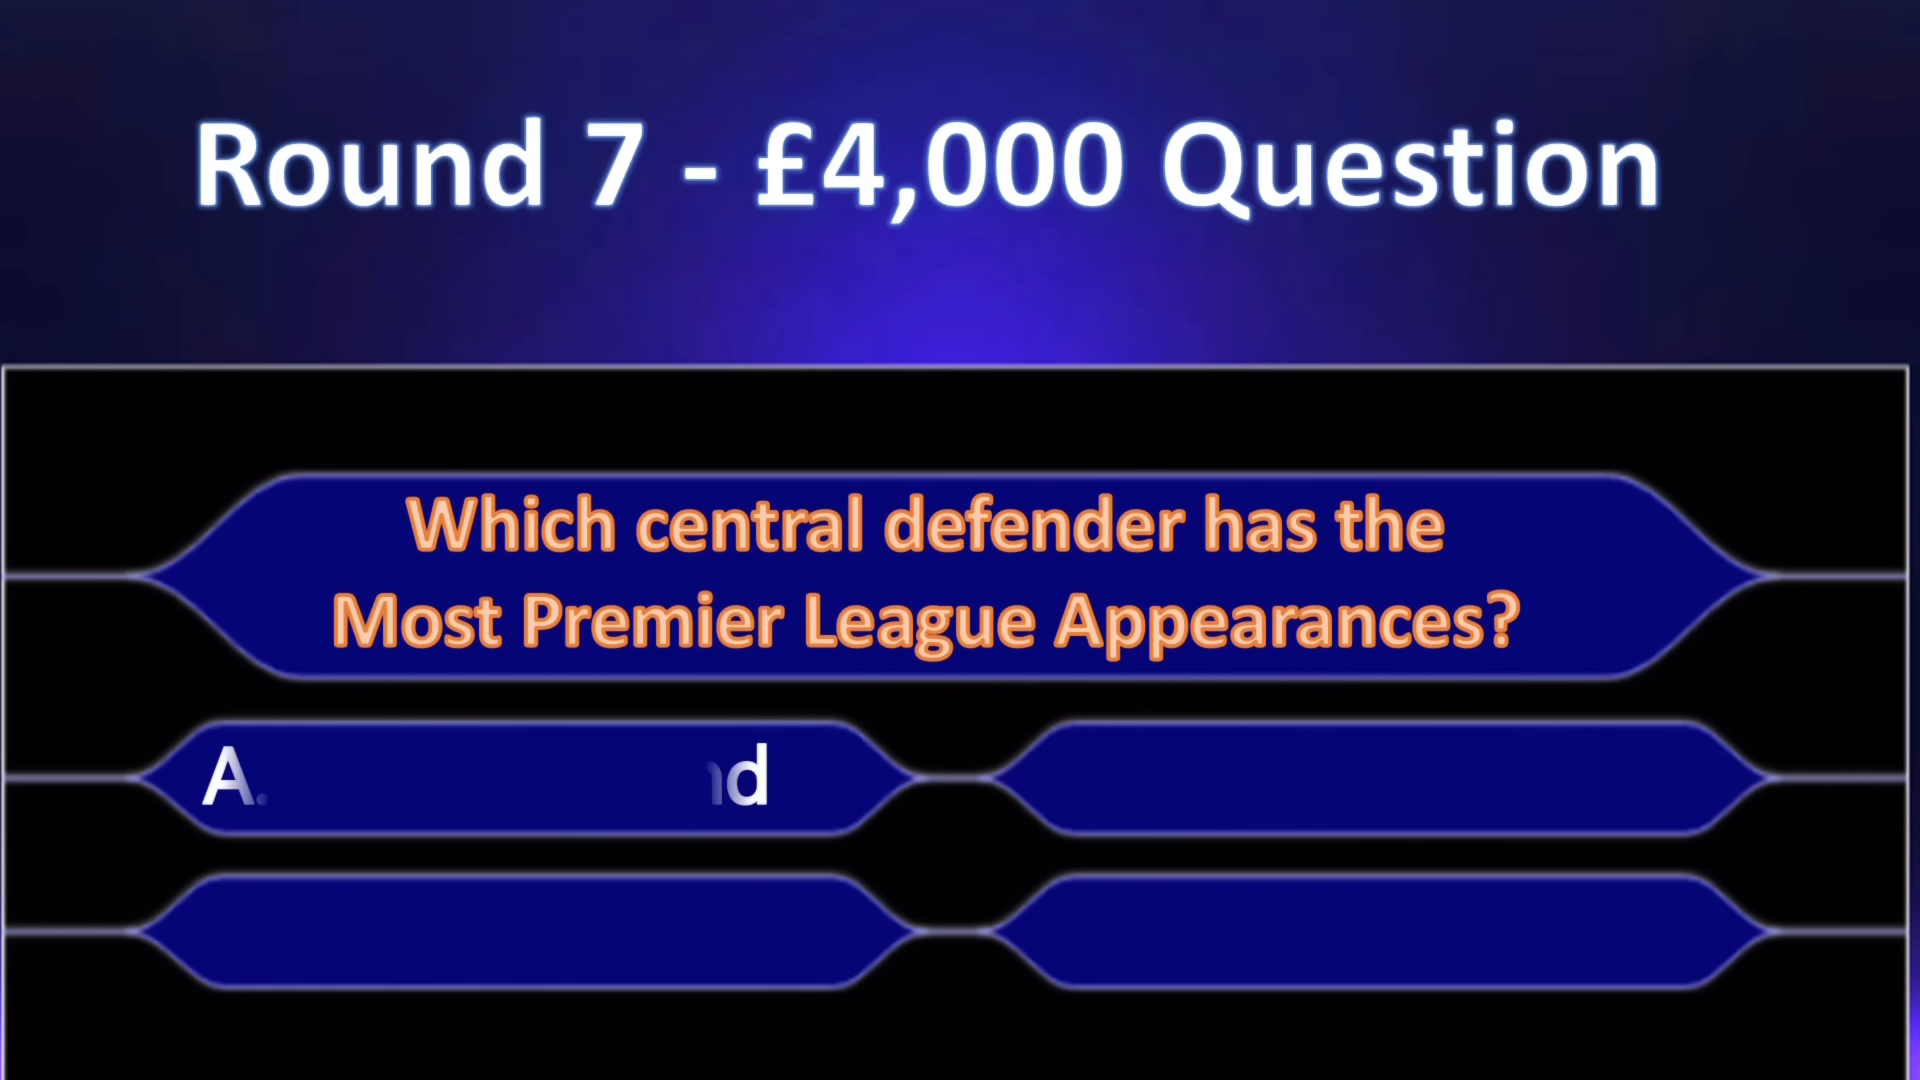 Round 7 - £4,000 Question
Which central defender has the
Most Premier League Appearances?
A.